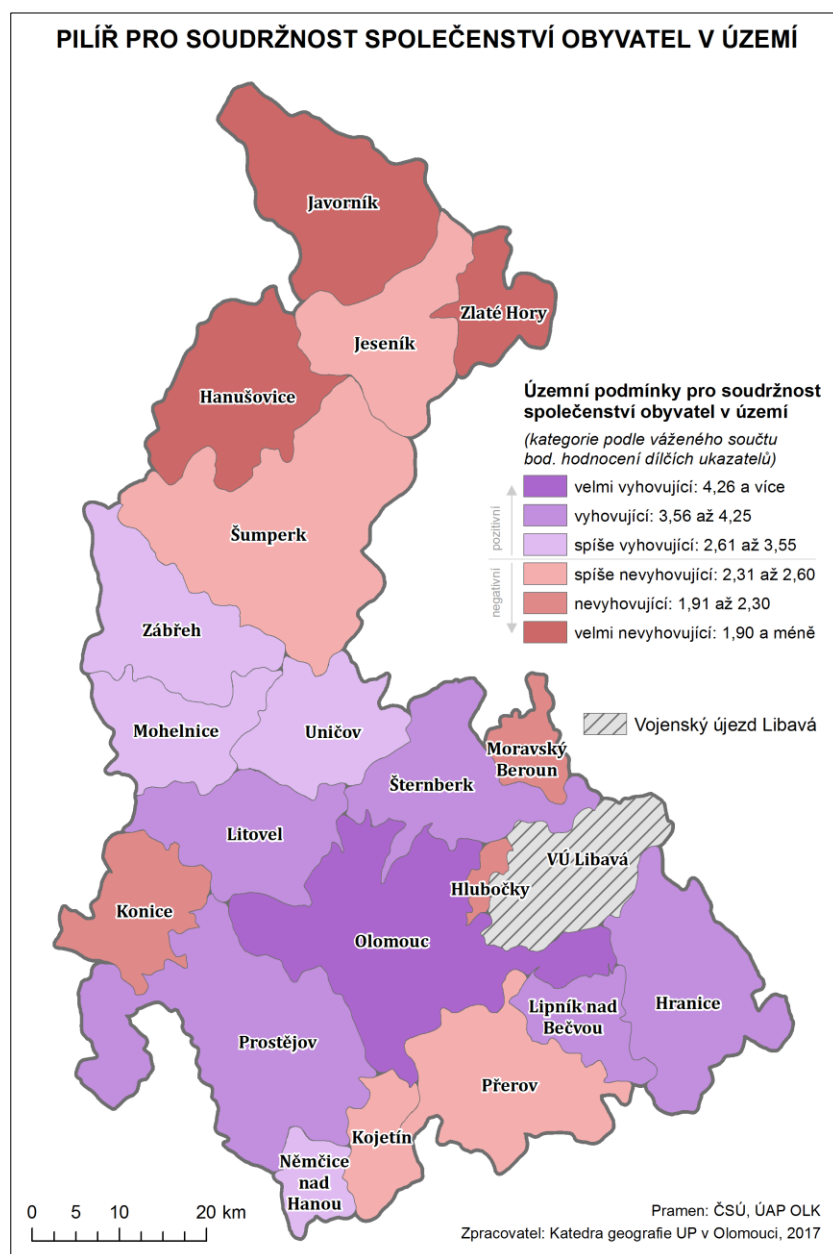 PILÍŘ PRO SOUDRŽNOST SPOLEČENSTVÍ OBYVATEL V ÚZEMÍ
Javorník
Zlaté Hory
Jeseník
Hanušovice
Územní podmínky pro soudržnost
společenství obyvatel v území
(kategorie podle váženého součtu
bod. hodnocení dílčích ukazatelů)
pozitivní
velmi vyhovující: 4,26 a více
vyhovující: 3,56 až 4,25
spíše vyhovující: 2,61 až 3,55
negativní
spíše nevyhovující: 2,31 až 2,60
nevyhovující: 1,91 až 2,30
velmi nevyhovující: 1,90 a méně
Vojenský újezd Libavá
Šumperk
Zábřeh
Mohelnice
Uničov
Moravský
Beroun
Šternberk
Litovel
VÚ Libavá
Hlubočky
Konice
Olomouc
Lipník nad
Bečvou
Hranice
Prostějov
Přerov
Kojetín
Němčice
nad
Hanou
0 5 10 20 km
Pramen: ČSÚ, ÚAP OLK
Zpracovatel: Katedra geografie UP v Olomouci, 2017